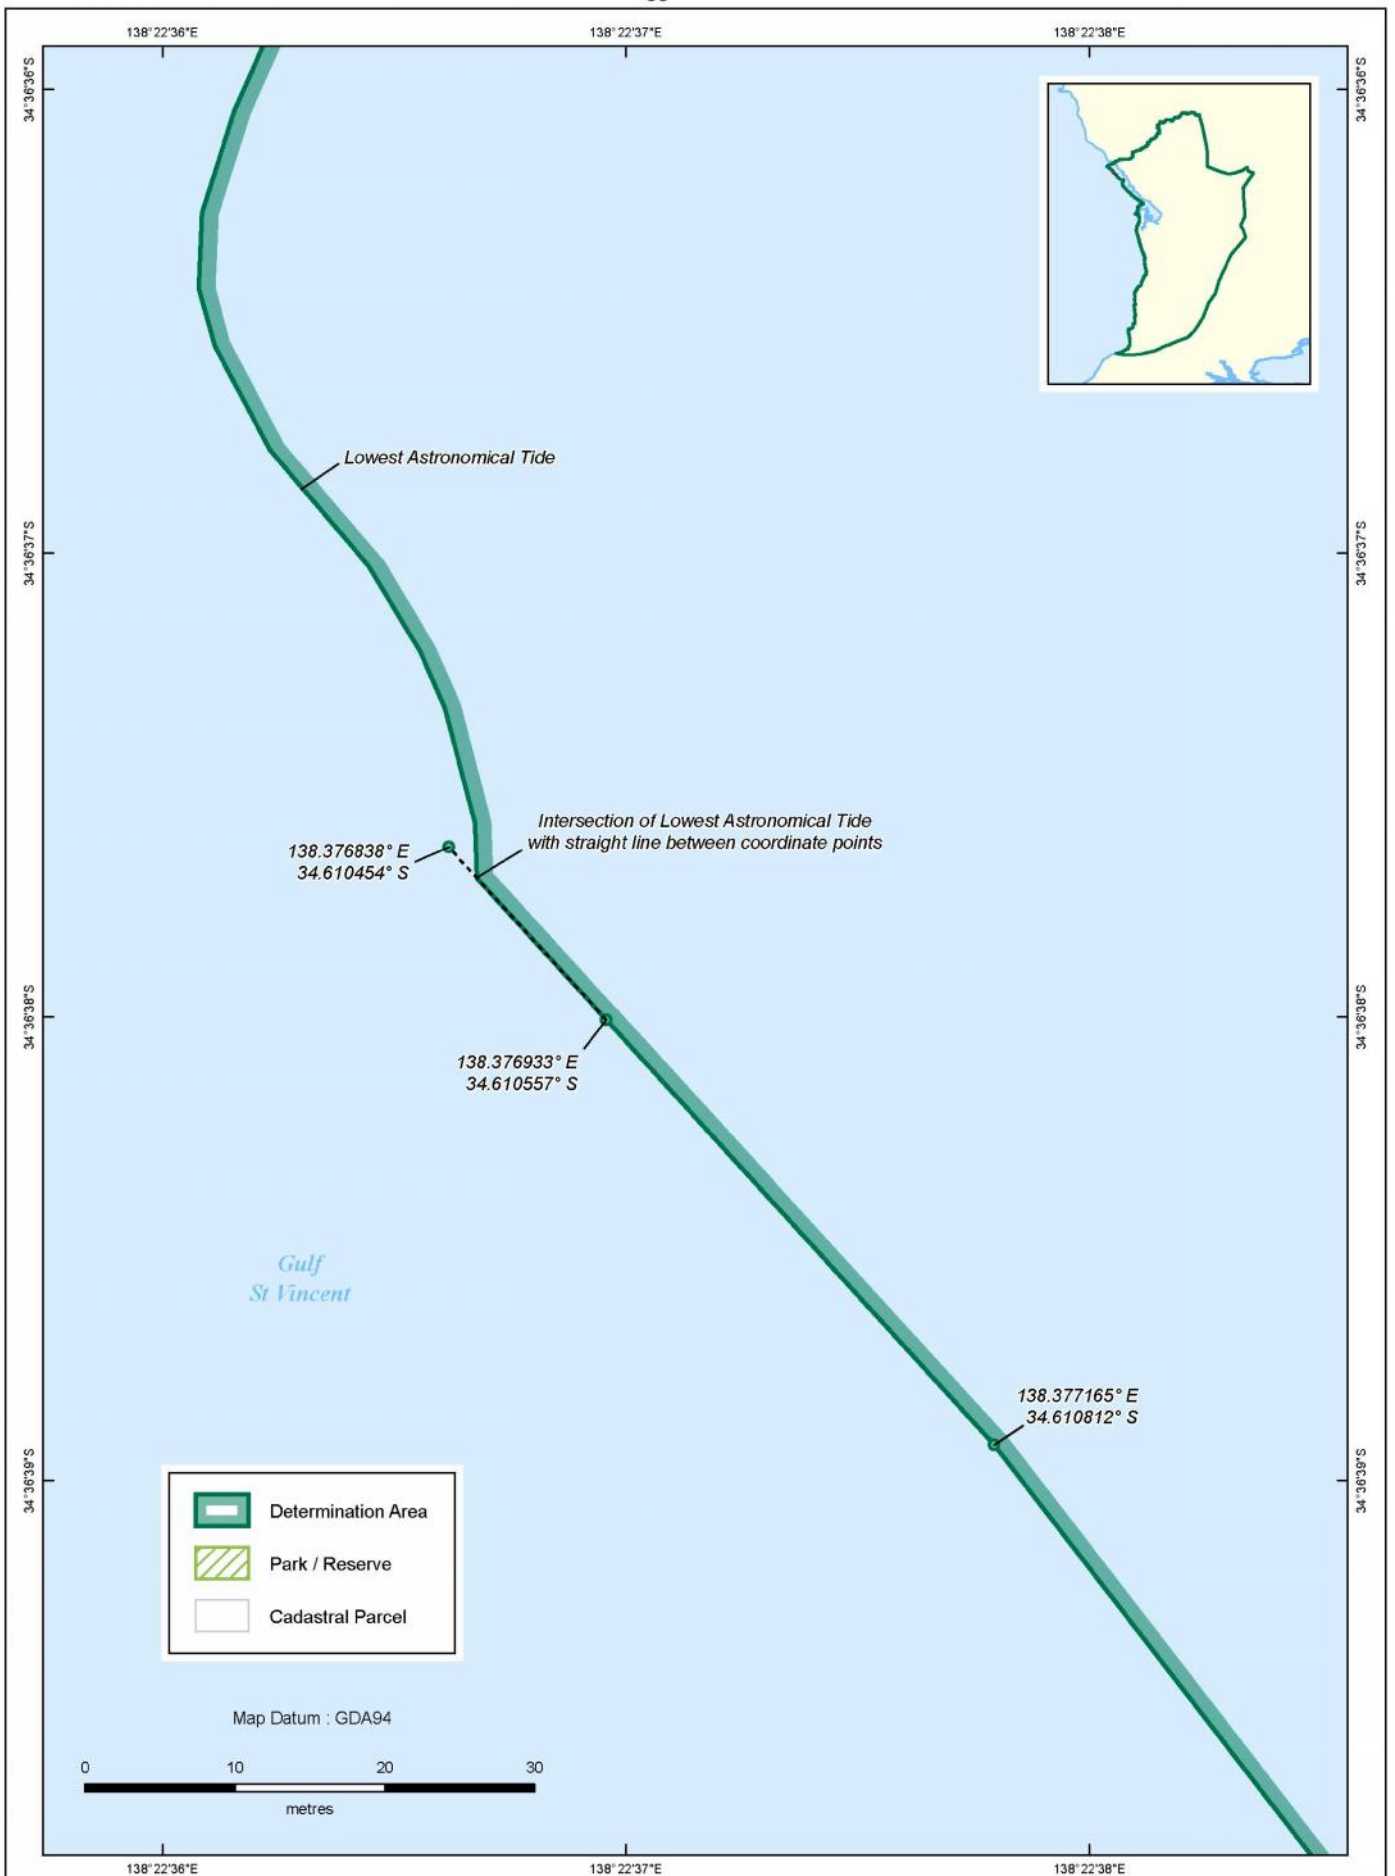 138°22'36"E 138°22'37"E 138°22'38"E
34°36'36"S
34°36'36"S
Lowest Astronomical Tide
34°36'37"S
34°36'37"S
Intersection of Lowest Astronomical Tide
with straight line between coordinate points
138.376838° E
34.610454° S
34°36'38"S
34°36'38"S
138.376933° E
34.610557° S
Gulf
St Vincent
138.377165° E
34.610812° S
34°36'39"S
34°36'39"S
Determination Area
Park / Reserve
Cadastral Parcel
Map Datum : GDA94
0 10 20 30
metres
138°22'36"E 138°22'37"E 138°22'38"E